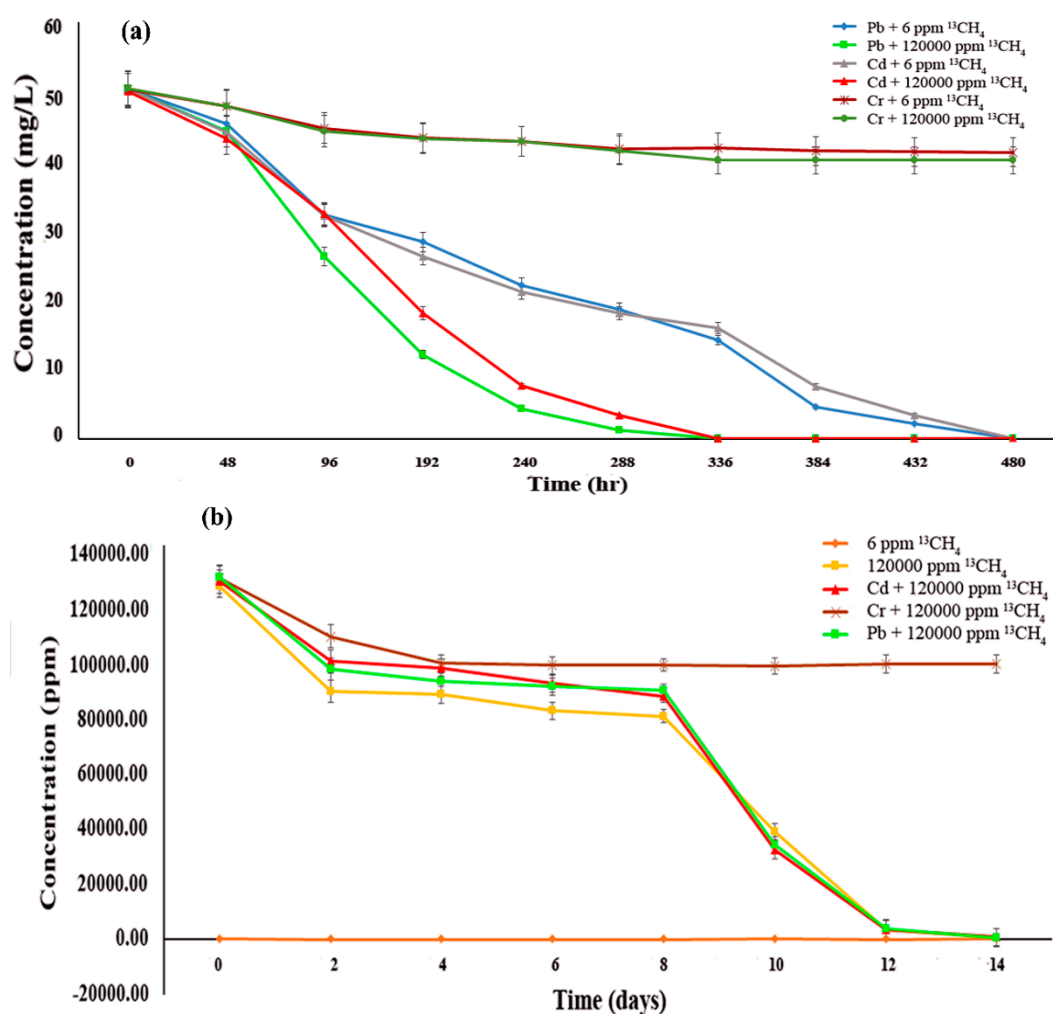 (a)
Pb + 6 ppm ¹³CH₄
Pb + 120000 ppm ¹³CH₄
Cd + 6 ppm ¹³CH₄
Cd + 120000 ppm ¹³CH₄
Cr + 6 ppm ¹³CH₄
Cr + 120000 ppm ¹³CH₄
Concentration (mg/L)
60
50
40
30
20
10
0
0 48 96 192 240 288 336 384 432 480
Time (hr)
(b)
6 ppm ¹³CH₄
120000 ppm ¹³CH₄
Cd + 120000 ppm ¹³CH₄
Cr + 120000 ppm ¹³CH₄
Pb + 120000 ppm ¹³CH₄
Concentration (ppm)
140000.00
120000.00
100000.00
80000.00
60000.00
40000.00
20000.00
0.00
-20000.00
0 2 4 6 8 10 12 14
Time (days)